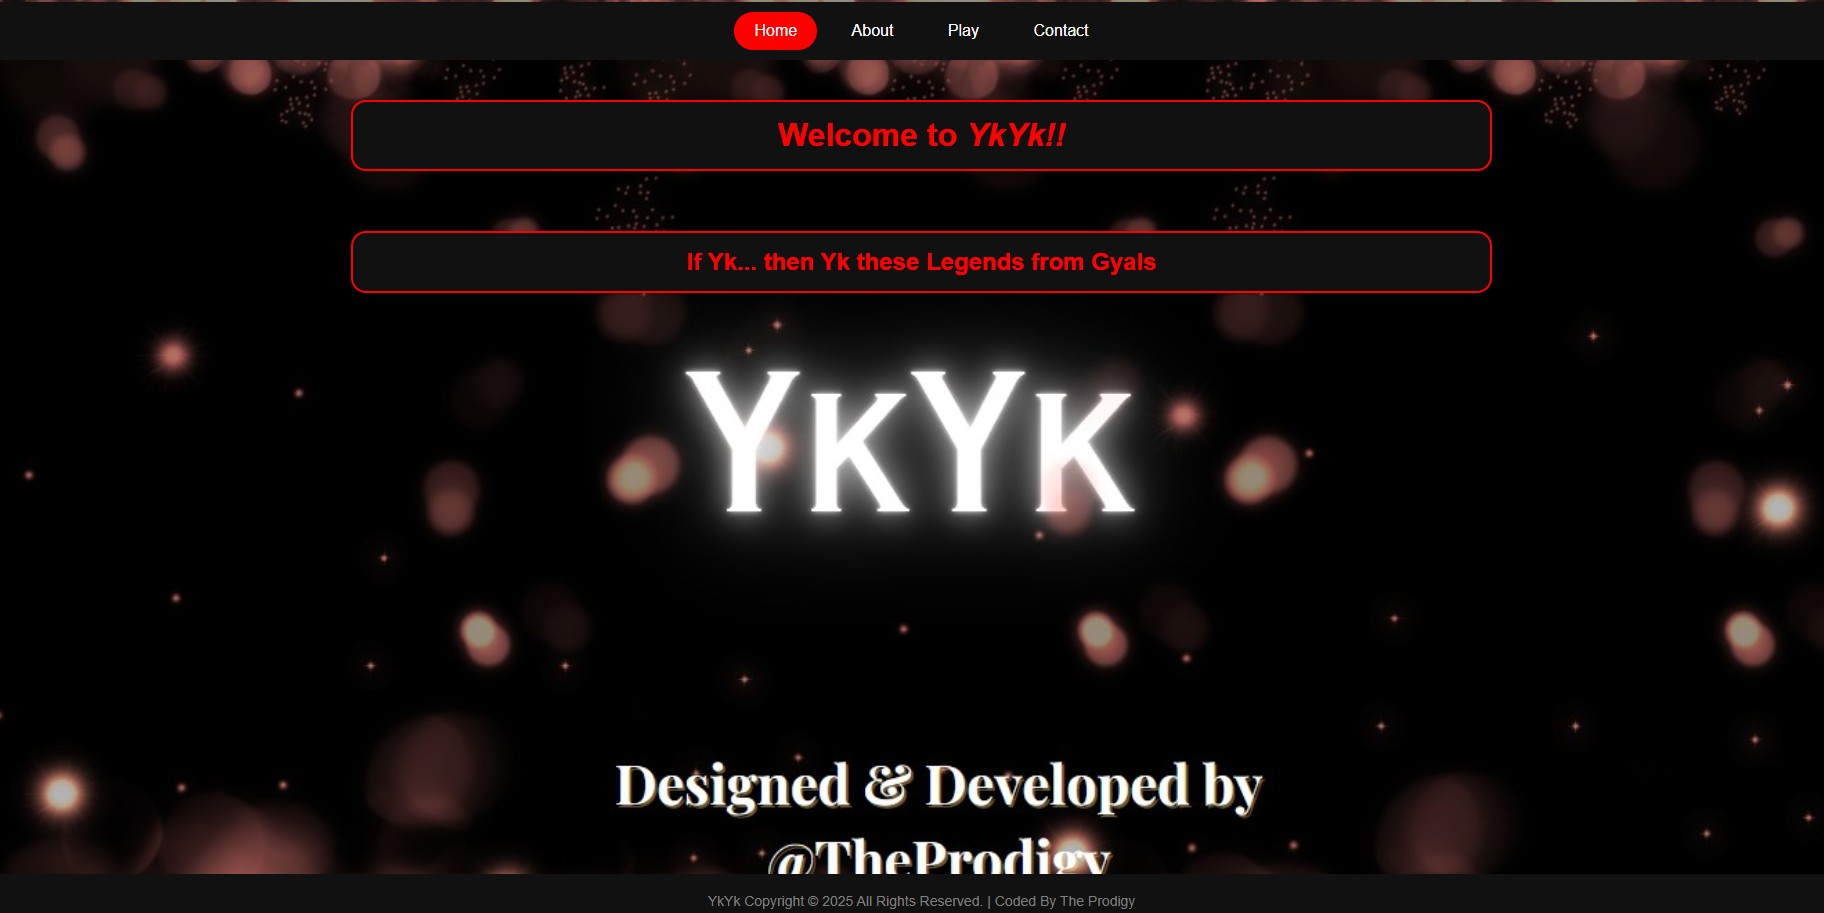 Home About Play Contact
Welcome to YkYk!!
If Yk... then Yk these Legends from Gyals
YKYK
Designed & Developed by
@TheProdigy
YkYk Copyright © 2025 All Rights Reserved. | Coded By The Prodigy